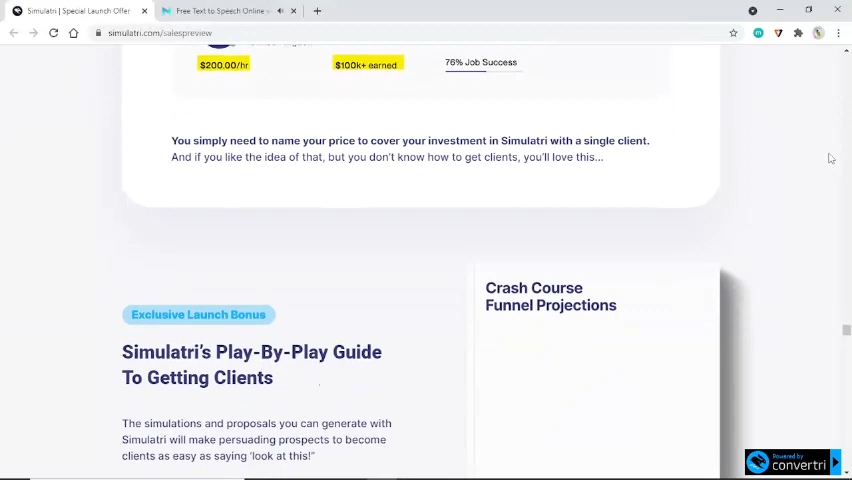 Simulatri | Special Launch Offer
Free Text to Speech Online
simulatri.com/salespreview
$200.00/hr
$100k+ earned
76% Job Success
You simply need to name your price to cover your investment in Simulatri with a single client.
And if you like the idea of that, but you don't know how to get clients, you'll love this...
Exclusive Launch Bonus
Simulatri's Play-By-Play Guide
To Getting Clients
The simulations and proposals you can generate with
Simulatri will make persuading prospects to become
clients as easy as saying 'look at this!"
Crash Course
Funnel Projections
Powered by
convertri